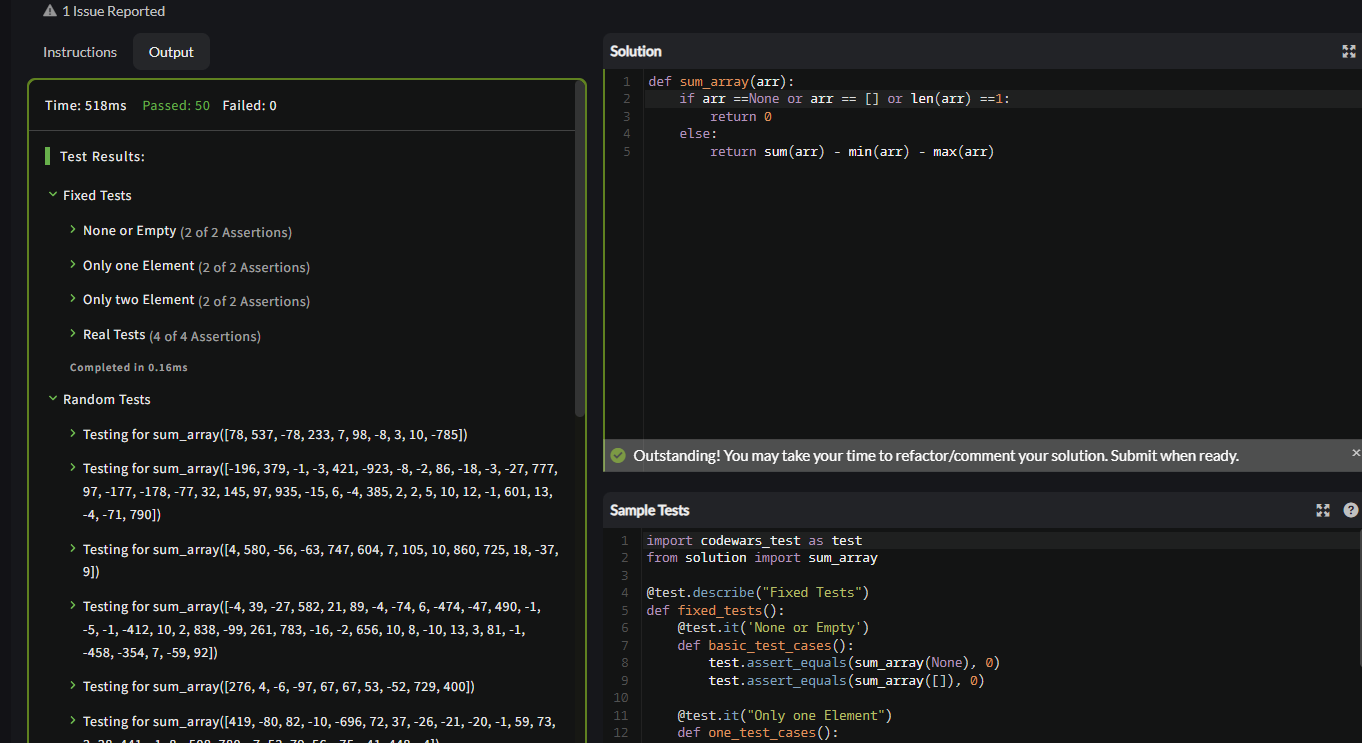 1 Issue Reported
Instructions
Output
Time: 518ms Passed: 50 Failed: 0
Test Results:
Fixed Tests
None or Empty (2 of 2 Assertions)
Only one Element (2 of 2 Assertions)
Only two Element (2 of 2 Assertions)
Real Tests (4 of 4 Assertions)
Completed in 0.16ms
Random Tests
Testing for sum_array([78, 537, -78, 233, 7, 98, -8, 3, 10, -785])
Testing for sum_array([-196, 379, -1, -3, 421, -923, -8, -2, 86, -18, -3, -27, 777,
97, -177, -178, -77, 32, 145, 97, 935, -15, 6, -4, 385, 2, 2, 5, 10, 12, -1, 601, 13,
-4, -71, 790])
Testing for sum_array([4, 580, -56, -63, 747, 604, 7, 105, 10, 860, 725, 18, -37,
9])
Testing for sum_array([-4, 39, -27, 582, 21, 89, -4, -74, 6, -474, -47, 490, -1,
-5, -1, -412, 10, 2, 838, -99, 261, 783, -16, -2, 656, 10, 8, -10, 13, 3, 81, -1,
-458, -354, 7, -59, 92])
Testing for sum_array([276, 4, -6, -97, 67, 67, 53, -52, 729, 400])
Testing for sum_array([419, -80, 82, -10, -696, 72, 37, -26, -21, -20, -1, 59, 73,
Solution
1 def sum_array(arr):
2 if arr ==None or arr == [] or len(arr) ==1:
3 return 0
4 else:
5 return sum(arr) - min(arr) - max(arr)
Outstanding! You may take your time to refactor/comment your solution. Submit when ready.
×
Sample Tests
?
1 import codewars_test as test
2 from solution import sum_array
3
4 @test.describe("Fixed Tests")
5 def fixed_tests():
6 @test.it('None or Empty')
7 def basic_test_cases():
8 test.assert_equals(sum_array(None), 0)
9 test.assert_equals(sum_array([]), 0)
10
11 @test.it("Only one Element")
12 def one_test_cases():